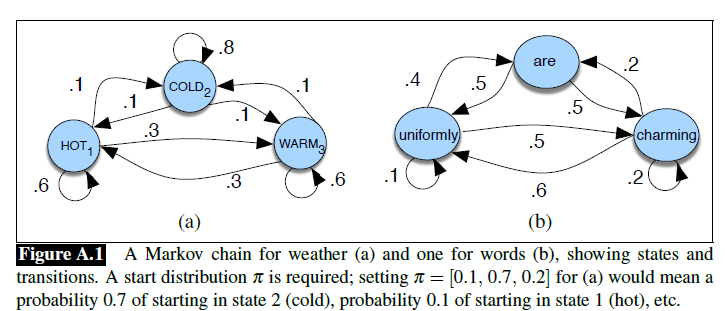 .8
COLD2
.1
.1
.1
.1
.3
HOT1
WARM3
.3
.6
.6
(a)
are
.4
.5
.2
.5
uniformly
charming
.5
.1
.6
.2
(b)
Figure A.1 A Markov chain for weather (a) and one for words (b), showing states and
transitions. A start distribution π is required; setting π = [0.1, 0.7, 0.2] for (a) would mean a
probability 0.7 of starting in state 2 (cold), probability 0.1 of starting in state 1 (hot), etc.